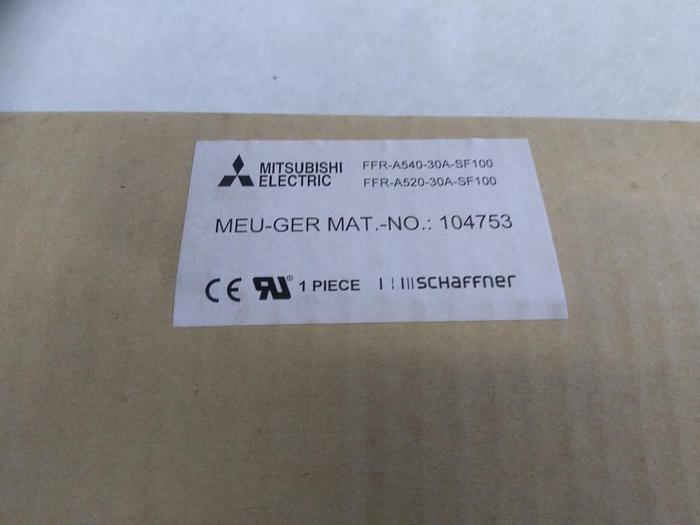 MITSUBISHI
ELECTRIC
FFR-A540-30A-SF100
FFR-A520-30A-SF100
MEU-GER MAT.-NO.: 104753
CE RU® 1 PIECE schaffner